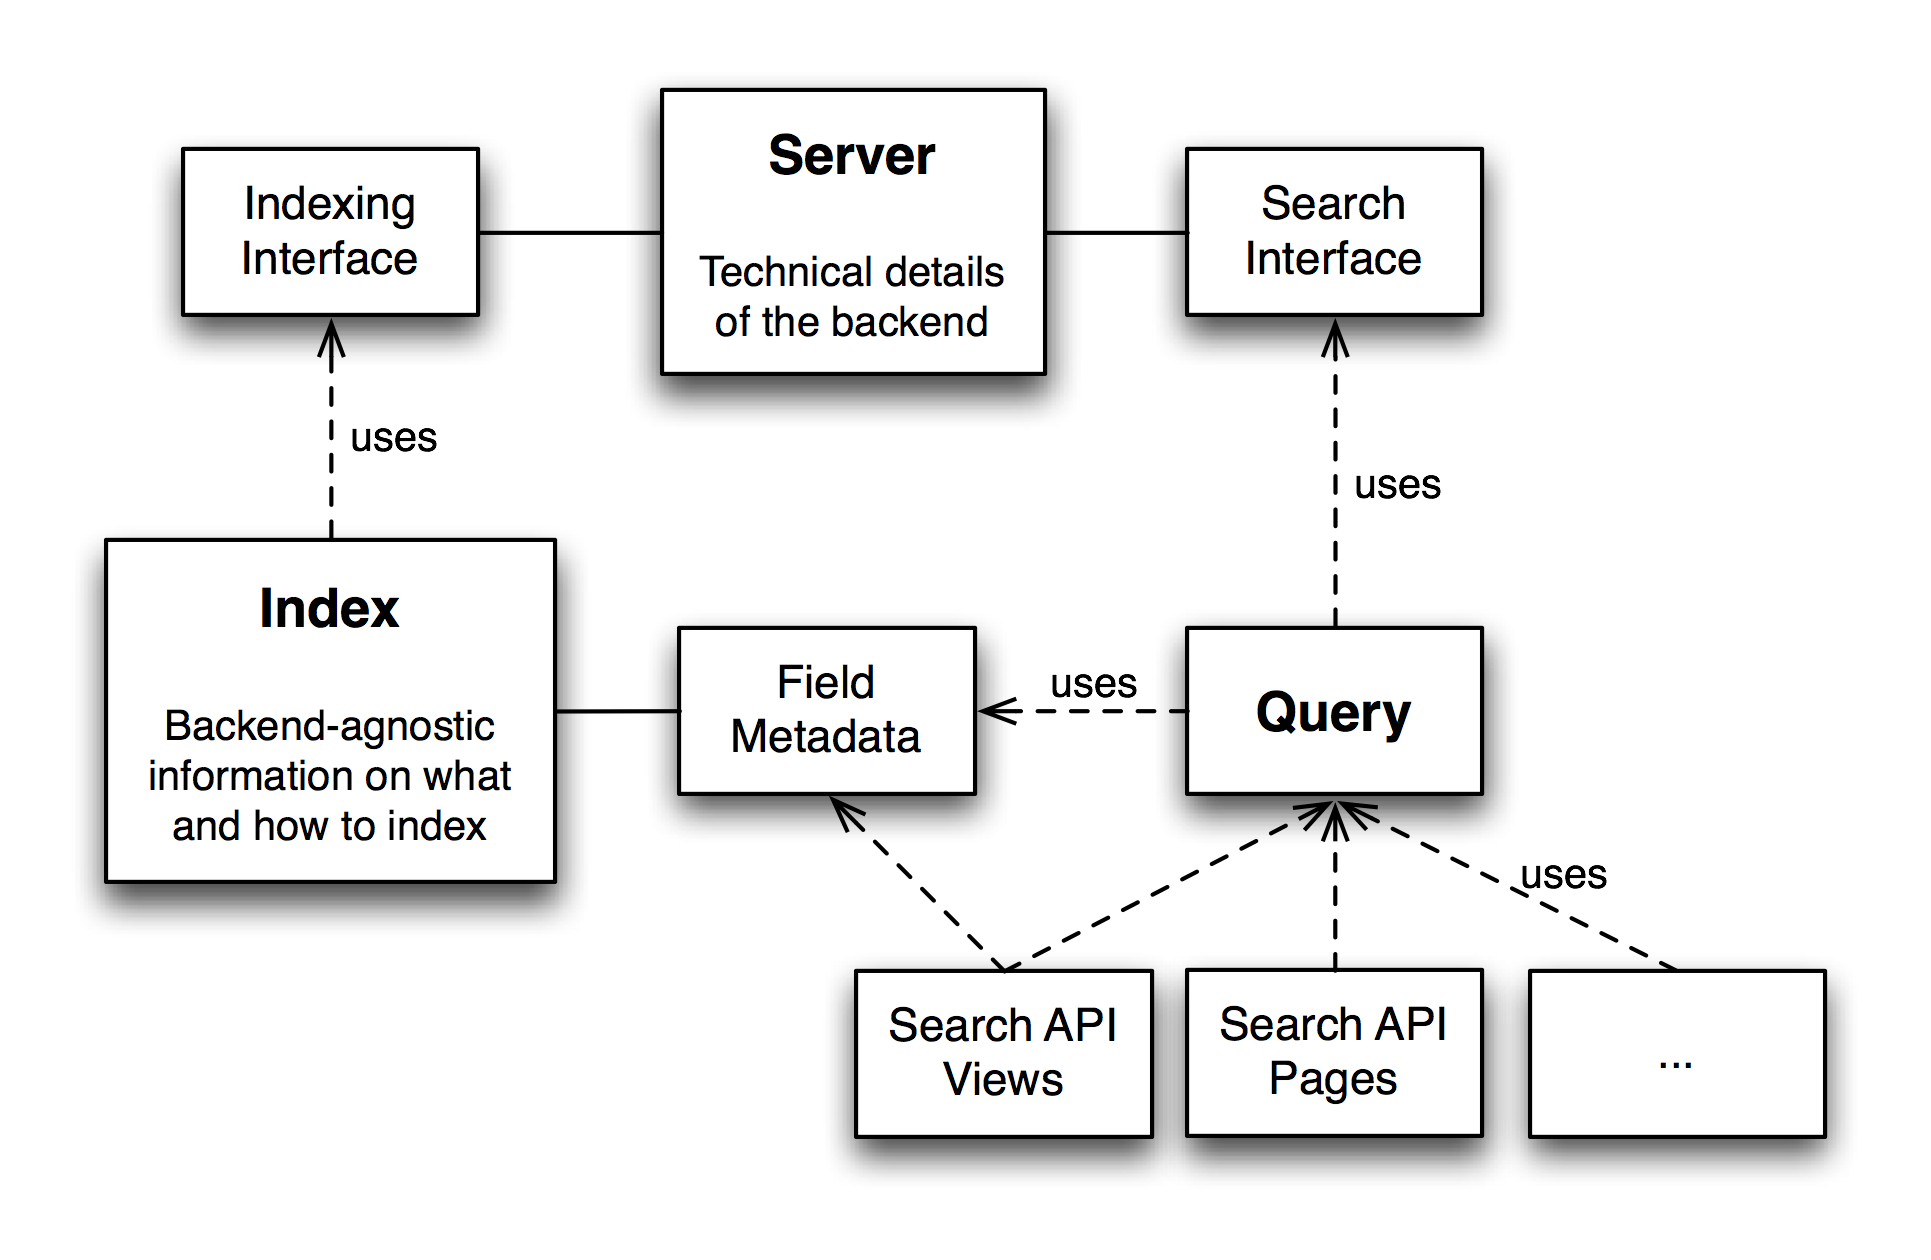 Server
Indexing
Interface
Search
Interface
Technical details
of the backend
uses
uses
Index
Backend-agnostic
information on what
and how to index
Field
Metadata
uses
Query
uses
Search API
Views
Search API
Pages
...